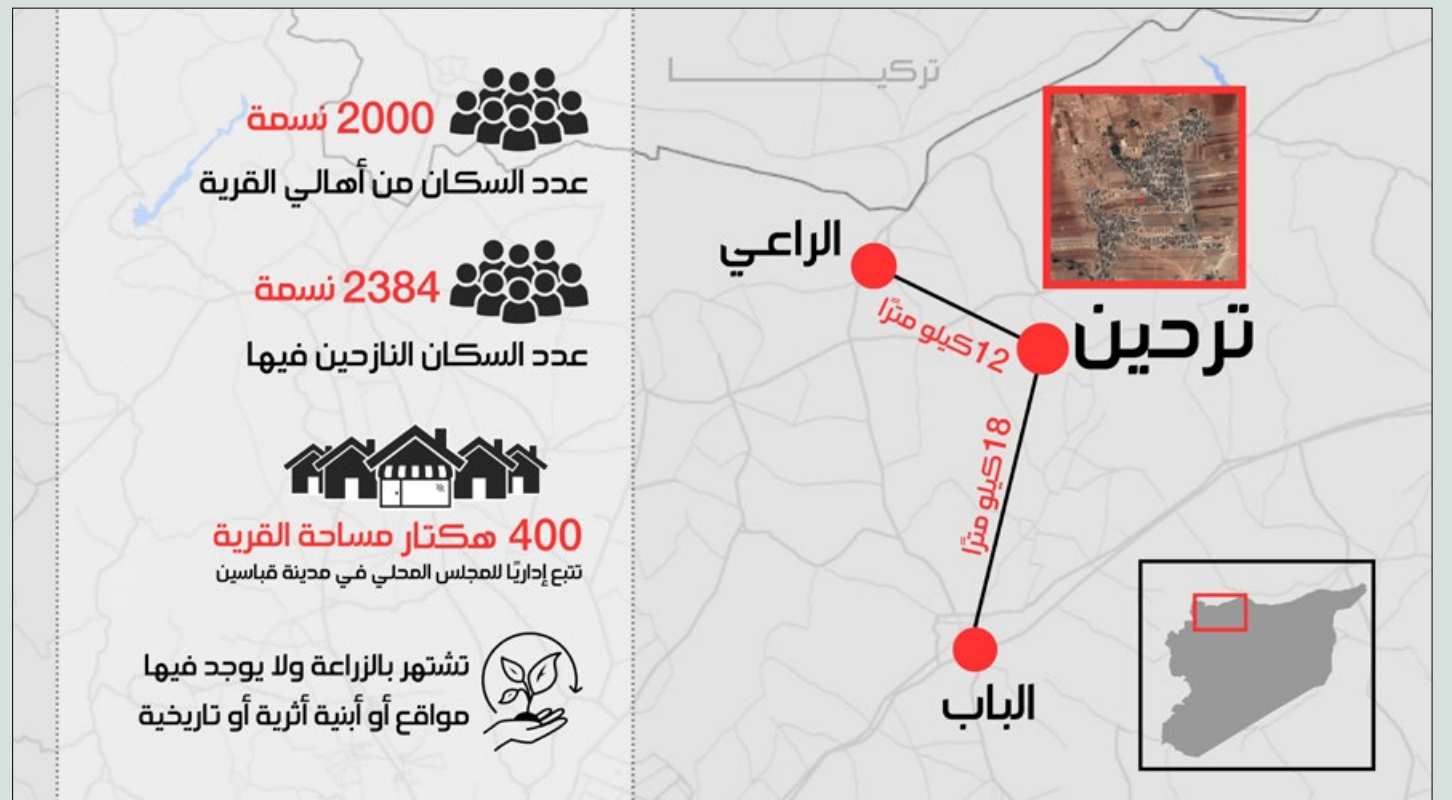 تركيـــــــــا
ترحين
الراعي
12كيلو مترًا
18كيلو مترًا
الباب
2000 نسمة
عدد السكان من أهالي القرية
2384 نسمة
عدد السكان النازحين فيها
400 هكتار مساحة القرية
تتبع إداريًا للمجلس المحلي في مدينة قباسين
تشتهر بالزراعة ولا يوجد فيها
مواقع أو أبنية أثرية أو تاريخية